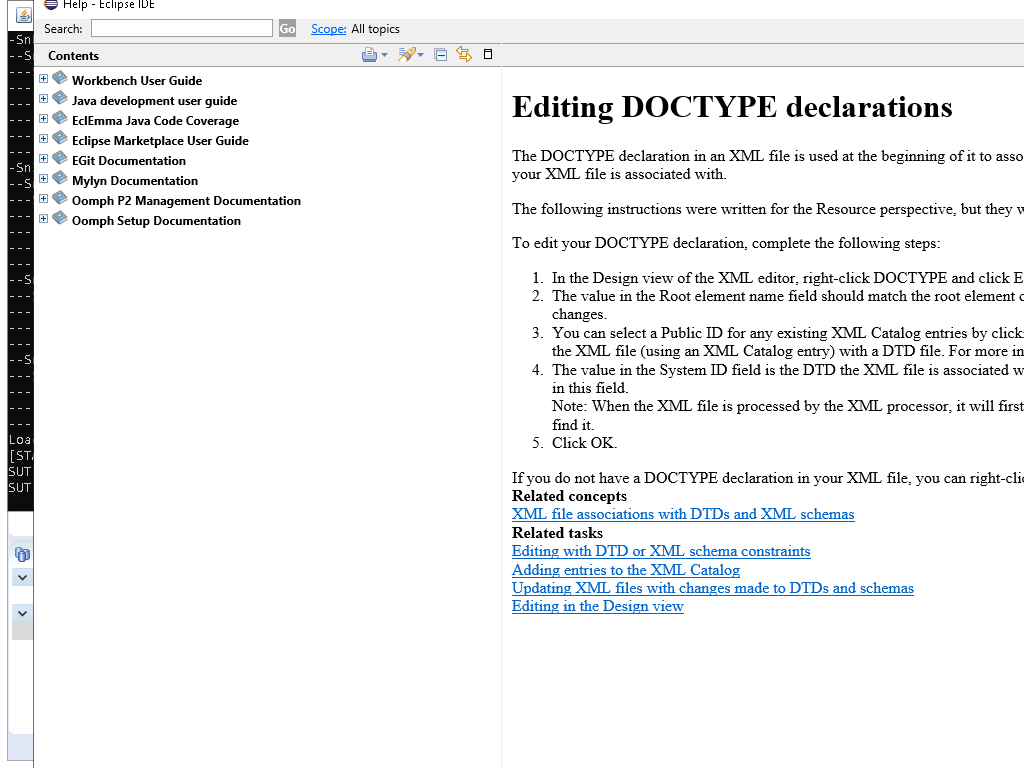 Help - Eclipse IDE
Search:
Go
Scope: All topics
Contents
Workbench User Guide
Java development user guide
EclEmma Java Code Coverage
Eclipse Marketplace User Guide
EGit Documentation
Mylyn Documentation
Oomph P2 Management Documentation
Oomph Setup Documentation
Editing DOCTYPE declarations
The DOCTYPE declaration in an XML file is used at the beginning of it to asso
your XML file is associated with.
The following instructions were written for the Resource perspective, but they w
To edit your DOCTYPE declaration, complete the following steps:
1. In the Design view of the XML editor, right-click DOCTYPE and click E
2. The value in the Root element name field should match the root element
changes.
3. You can select a Public ID for any existing XML Catalog entries by click
the XML file (using an XML Catalog entry) with a DTD file. For more in
4. The value in the System ID field is the DTD the XML file is associated w
in this field.
Note: When the XML file is processed by the XML processor, it will first
find it.
5. Click OK.
If you do not have a DOCTYPE declaration in your XML file, you can right-clic
Related concepts
XML file associations with DTDs and XML schemas
Related tasks
Editing with DTD or XML schema constraints
Adding entries to the XML Catalog
Updating XML files with changes made to DTDs and schemas
Editing in the Design view
-Sn
--S
-Sn
--S
--S
--S
Loa
[STA
SUT
SUT